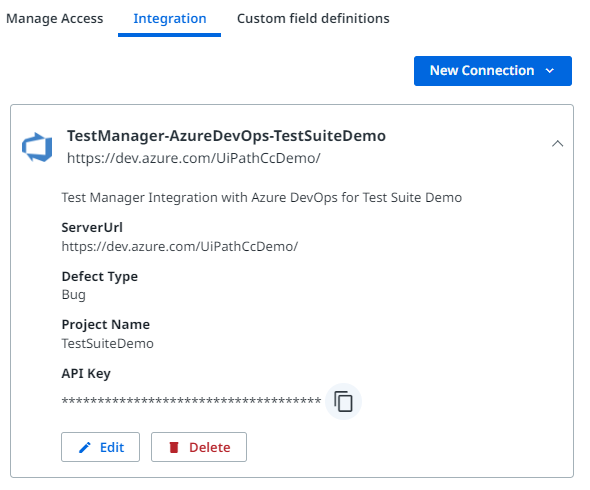 Manage Access Integration Custom field definitions
New Connection
TestManager-AzureDevOps-TestSuiteDemo
https://dev.azure.com/UiPathCcDemo/
Test Manager Integration with Azure DevOps for Test Suite Demo
ServerUrl
https://dev.azure.com/UiPathCcDemo/
Defect Type
Bug
Project Name
TestSuiteDemo
API Key
************************************
Edit Delete